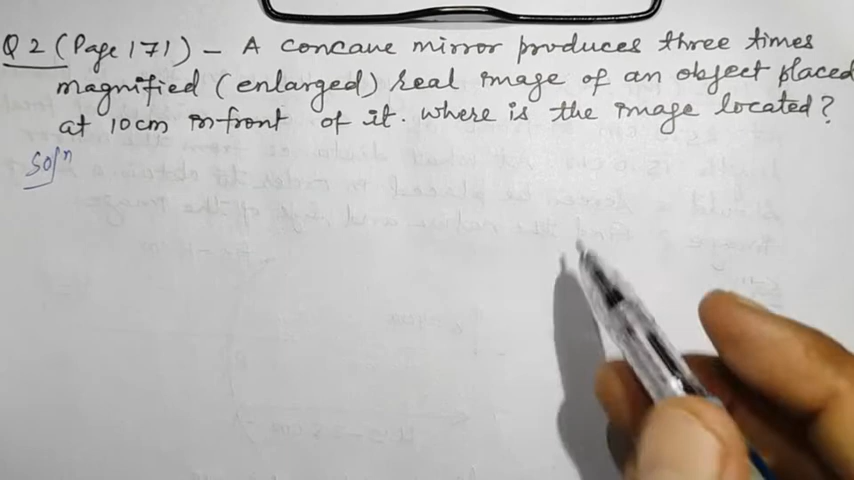 Q 2 (Page 171) - A concave mirror produces three times
magnified (enlarged) real image of an object placed
at 10cm infront of it. where is the image located?
Solⁿ